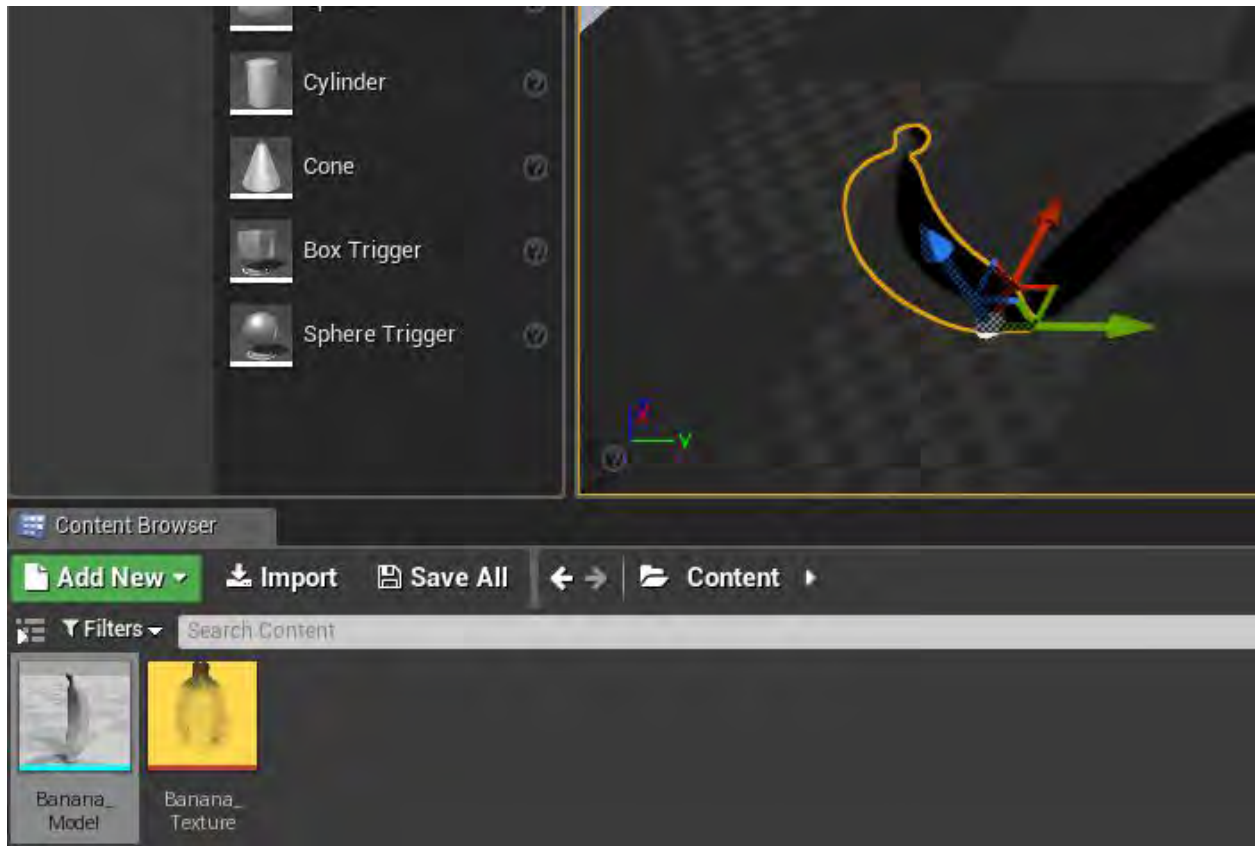 Cylinder
Cone
Box Trigger
Sphere Trigger
Z
Y
Content Browser
Add New Import Save All Content
Filters Search Content
Banana_
Model
Banana_
Texture